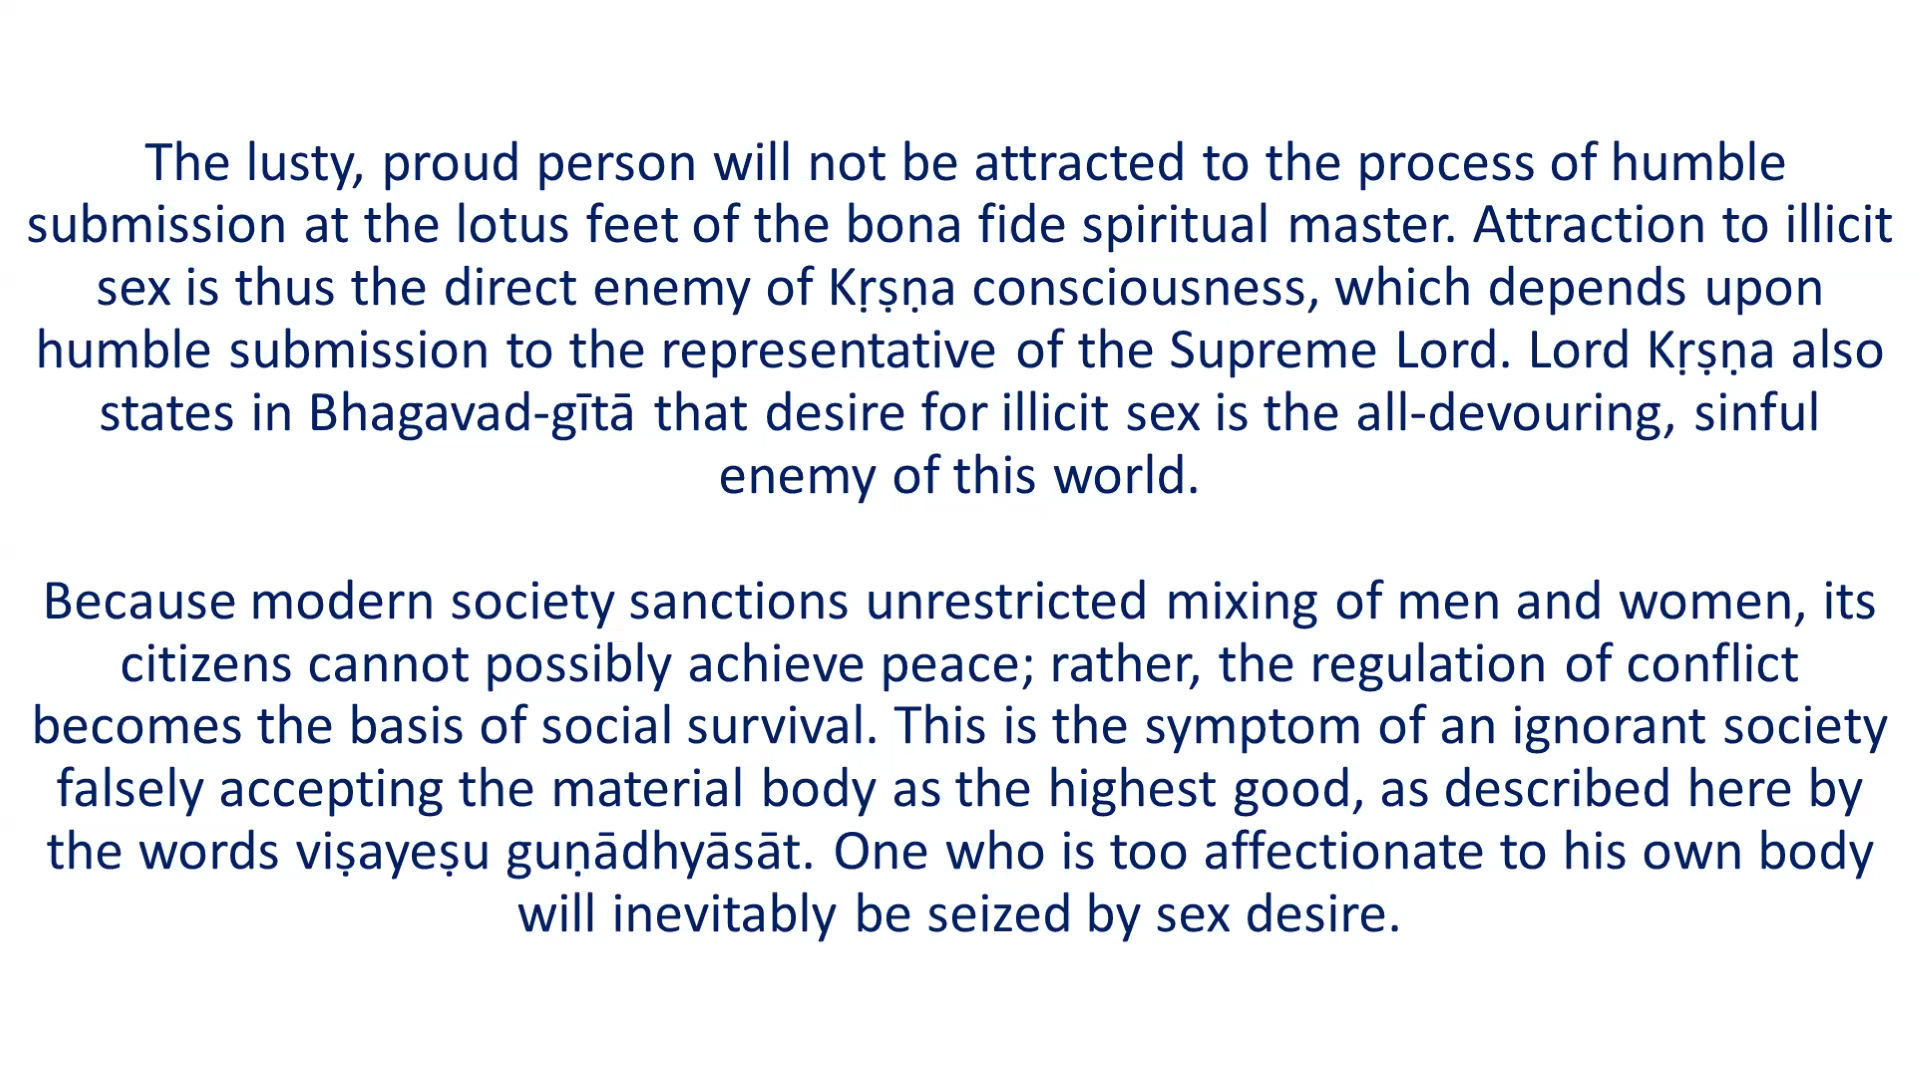 The lusty, proud person will not be attracted to the process of humble
submission at the lotus feet of the bona fide spiritual master. Attraction to illicit
sex is thus the direct enemy of Kṛṣṇa consciousness, which depends upon
humble submission to the representative of the Supreme Lord. Lord Kṛṣṇa also
states in Bhagavad-gītā that desire for illicit sex is the all-devouring, sinful
enemy of this world.
Because modern society sanctions unrestricted mixing of men and women, its
citizens cannot possibly achieve peace; rather, the regulation of conflict
becomes the basis of social survival. This is the symptom of an ignorant society
falsely accepting the material body as the highest good, as described here by
the words viṣayeṣu guṇādhyāsāt. One who is too affectionate to his own body
will inevitably be seized by sex desire.